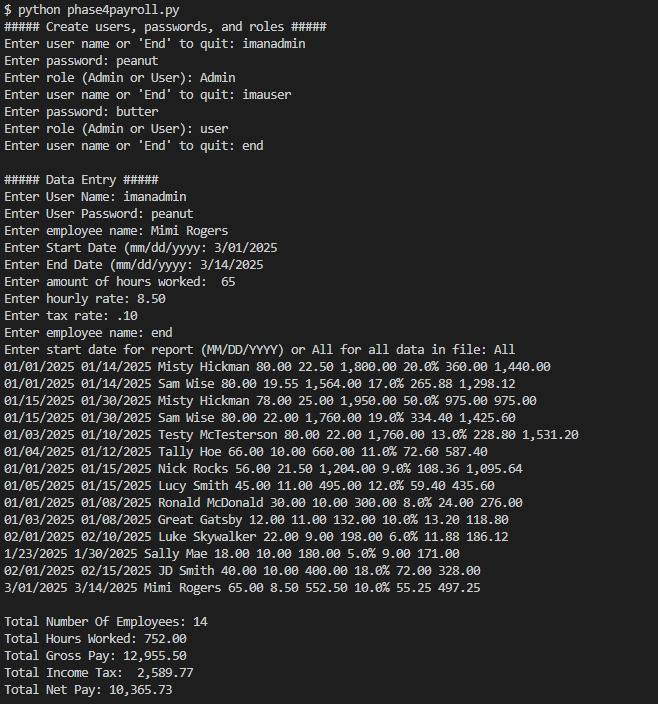 $ python phase4payroll.py
##### Create users, passwords, and roles #####
Enter user name or 'End' to quit: imanadmin
Enter password: peanut
Enter role (Admin or User): Admin
Enter user name or 'End' to quit: imauser
Enter password: butter
Enter role (Admin or User): user
Enter user name or 'End' to quit: end

##### Data Entry #####
Enter User Name: imanadmin
Enter User Password: peanut
Enter employee name: Mimi Rogers
Enter Start Date (mm/dd/yyyy: 3/01/2025
Enter End Date (mm/dd/yyyy: 3/14/2025
Enter amount of hours worked:  65
Enter hourly rate: 8.50
Enter tax rate: .10
Enter employee name: end
Enter start date for report (MM/DD/YYYY) or All for all data in file: All
01/01/2025 01/14/2025 Misty Hickman 80.00 22.50 1,800.00 20.0% 360.00 1,440.00
01/01/2025 01/14/2025 Sam Wise 80.00 19.55 1,564.00 17.0% 265.88 1,298.12
01/15/2025 01/30/2025 Misty Hickman 78.00 25.00 1,950.00 50.0% 975.00 975.00
01/15/2025 01/30/2025 Sam Wise 80.00 22.00 1,760.00 19.0% 334.40 1,425.60
01/03/2025 01/10/2025 Testy McTesterson 80.00 22.00 1,760.00 13.0% 228.80 1,531.20
01/04/2025 01/12/2025 Tally Hoe 66.00 10.00 660.00 11.0% 72.60 587.40
01/01/2025 01/15/2025 Nick Rocks 56.00 21.50 1,204.00 9.0% 108.36 1,095.64
01/05/2025 01/15/2025 Lucy Smith 45.00 11.00 495.00 12.0% 59.40 435.60
01/01/2025 01/08/2025 Ronald McDonald 30.00 10.00 300.00 8.0% 24.00 276.00
01/03/2025 01/08/2025 Great Gatsby 12.00 11.00 132.00 10.0% 13.20 118.80
02/01/2025 02/10/2025 Luke Skywalker 22.00 9.00 198.00 6.0% 11.88 186.12
1/23/2025 1/30/2025 Sally Mae 18.00 10.00 180.00 5.0% 9.00 171.00
02/01/2025 02/15/2025 JD Smith 40.00 10.00 400.00 18.0% 72.00 328.00
3/01/2025 3/14/2025 Mimi Rogers 65.00 8.50 552.50 10.0% 55.25 497.25

Total Number Of Employees: 14
Total Hours Worked: 752.00
Total Gross Pay: 12,955.50
Total Income Tax:  2,589.77
Total Net Pay: 10,365.73